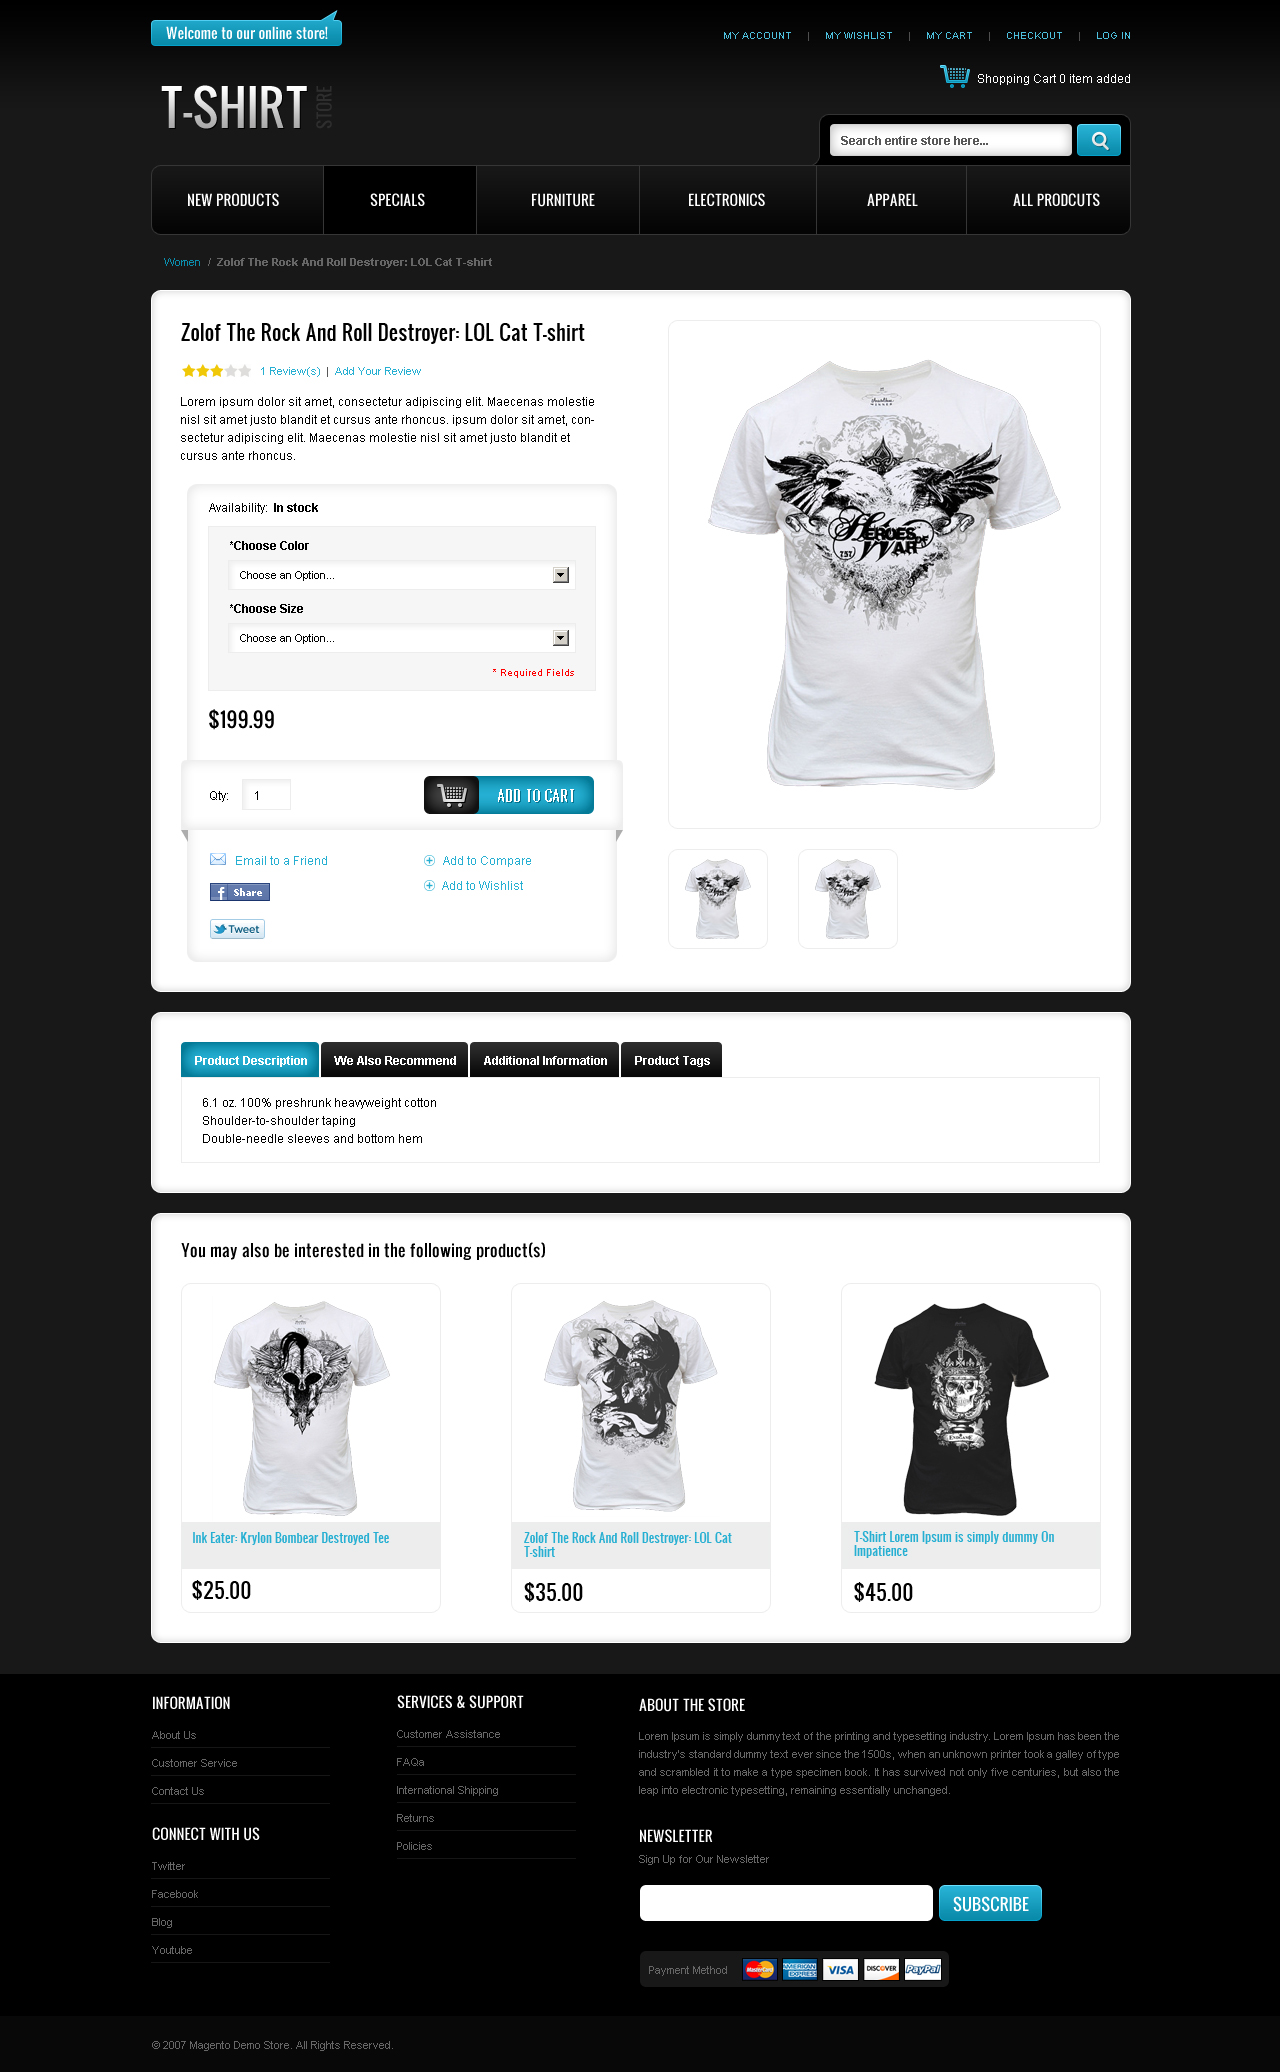 Welcome to our online store!
MY ACCOUNT | MY WISHLIST | MY CART | CHECKOUT | LOG IN
Shopping Cart 0 item added
T-SHIRT STORE
Search entire store here...
NEW PRODUCTS SPECIALS FURNITURE ELECTRONICS APPAREL ALL PRODCUTS
Women / Zolof The Rock And Roll Destroyer: LOL Cat T-shirt
Zolof The Rock And Roll Destroyer: LOL Cat T-shirt
1 Review(s) | Add Your Review
Lorem ipsum dolor sit amet, consectetur adipiscing elit. Maecenas molestie
nisl sit amet justo blandit et cursus ante rhoncus. ipsum dolor sit amet, con-
sectetur adipiscing elit. Maecenas molestie nisl sit amet justo blandit et
cursus ante rhoncus.
Availability: In stock
*Choose Color
Choose an Option...
*Choose Size
Choose an Option...
* Required Fields
$199.99
Qty: 1
ADD TO CART
Email to a Friend
Add to Compare
Share
Add to Wishlist
Tweet
HEROES OF
TST WAR
Product Description We Also Recommend Additional Information Product Tags
6.1 oz. 100% preshrunk heavyweight cotton
Shoulder-to-shoulder taping
Double-needle sleeves and bottom hem
You may also be interested in the following product(s)
ENDGAME
Ink Eater: Krylon Bombear Destroyed Tee
$25.00
Zolof The Rock And Roll Destroyer: LOL Cat
T-shirt
$35.00
T-Shirt Lorem Ipsum is simply dummy On
Impatience
$45.00
INFORMATION
About Us
Customer Service
Contact Us
CONNECT WITH US
Twitter
Facebook
Blog
Youtube
SERVICES & SUPPORT
Customer Assistance
FAQa
International Shipping
Returns
Policies
ABOUT THE STORE
Lorem Ipsum is simply dummy text of the printing and typesetting industry. Lorem Ipsum has been the
industry's standard dummy text ever since the 1500s, when an unknown printer took a galley of type
and scrambled it to make a type specimen book. It has survived not only five centuries, but also the
leap into electronic typesetting, remaining essentially unchanged.
NEWSLETTER
Sign Up for Our Newsletter
SUBSCRIBE
Payment Method MasterCard AMERICAN EXPRESS VISA DISCOVER PayPal
© 2007 Magento Demo Store. All Rights Reserved.